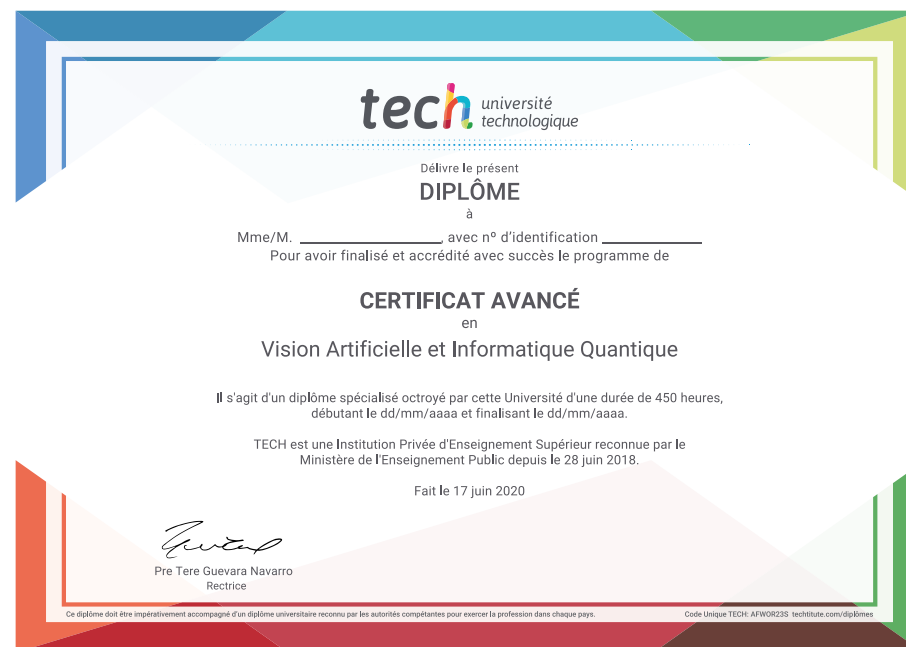 tech université
technologique
Délivre le présent
DIPLÔME
à
Mme/M. ____________________, avec nº d'identification ______________
Pour avoir finalisé et accrédité avec succès le programme de
CERTIFICAT AVANCÉ
en
Vision Artificielle et Informatique Quantique
Il s'agit d'un diplôme spécialisé octroyé par cette Université d'une durée de 450 heures,
débutant le dd/mm/aaaa et finalisant le dd/mm/aaaa.
TECH est une Institution Privée d'Enseignement Supérieur reconnue par le
Ministère de l'Enseignement Public depuis le 28 juin 2018.
Fait le 17 juin 2020
Pre Tere Guevara Navarro
Rectrice
Ce diplôme doit être impérativement accompagné d'un diplôme universitaire reconnu par les autorités compétantes pour exercer la profession dans chaque pays.
Code Unique TECH: AFWOR23S techtitute.com/diplômes